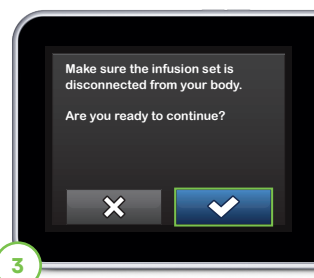 Make sure the infusion set is
disconnected from your body.
Are you ready to continue?
3